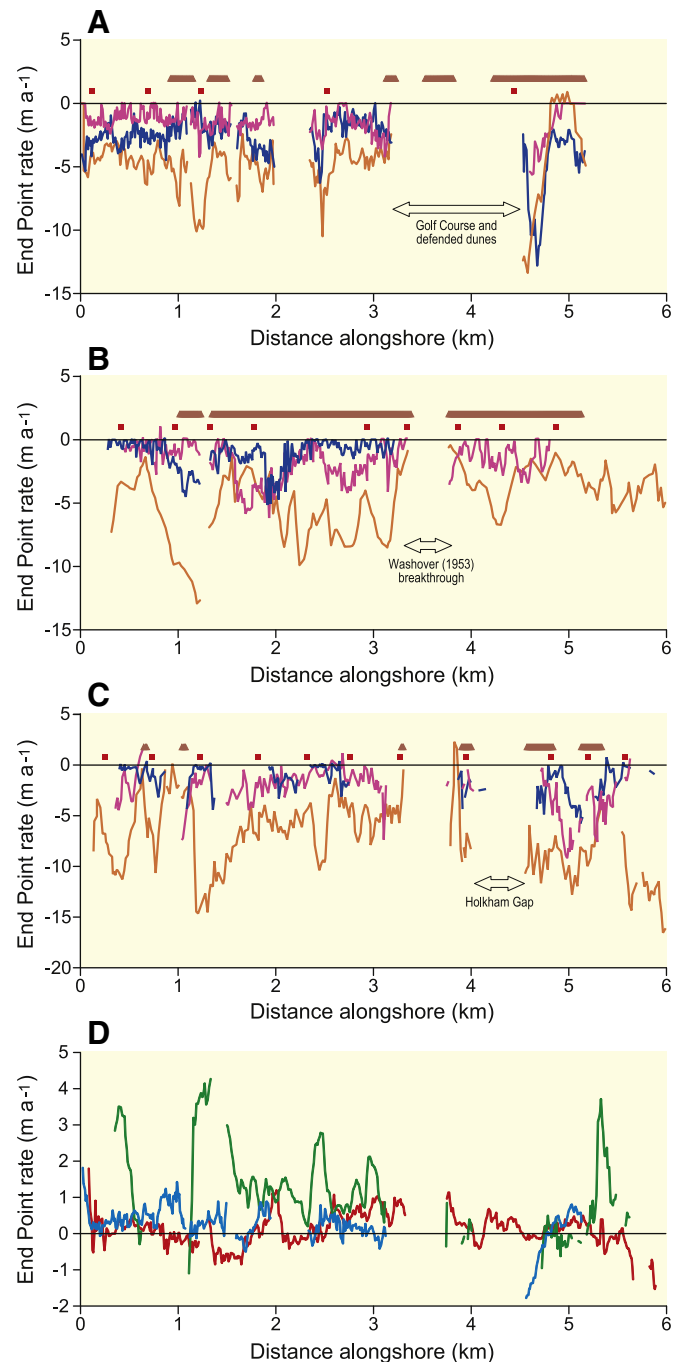 A
End Point rate (m a-1)
5
0
-5
-10
-15
Golf Course and
defended dunes
0 1 2 3 4 5 6
Distance alongshore (km)
B
End Point rate (m a-1)
5
0
-5
-10
-15
Washover (1953)
breakthrough
0 1 2 3 4 5 6
Distance alongshore (km)
C
End Point rate (m a-1)
5
0
-5
-10
-15
-20
Holkham Gap
0 1 2 3 4 5 6
Distance alongshore (km)
D
End Point rate (m a-1)
5
4
3
2
1
0
-1
-2
0 1 2 3 4 5 6
Distance alongshore (km)